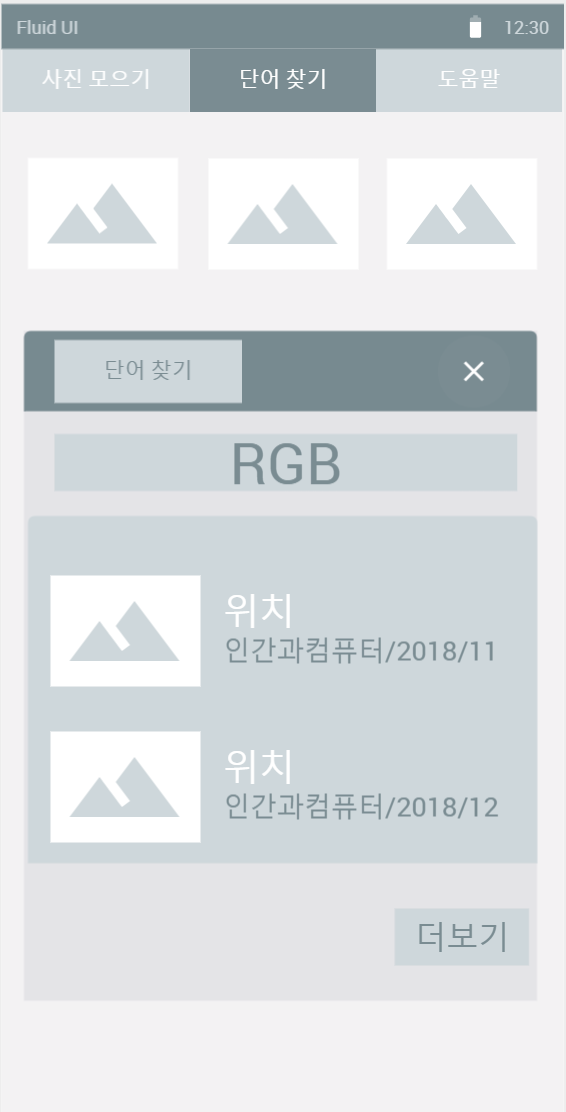 Fluid UI 12:30
사진 모으기 단어 찾기 도움말
단어 찾기
RGB
위치
인간과컴퓨터/2018/11
위치
인간과컴퓨터/2018/12
더보기